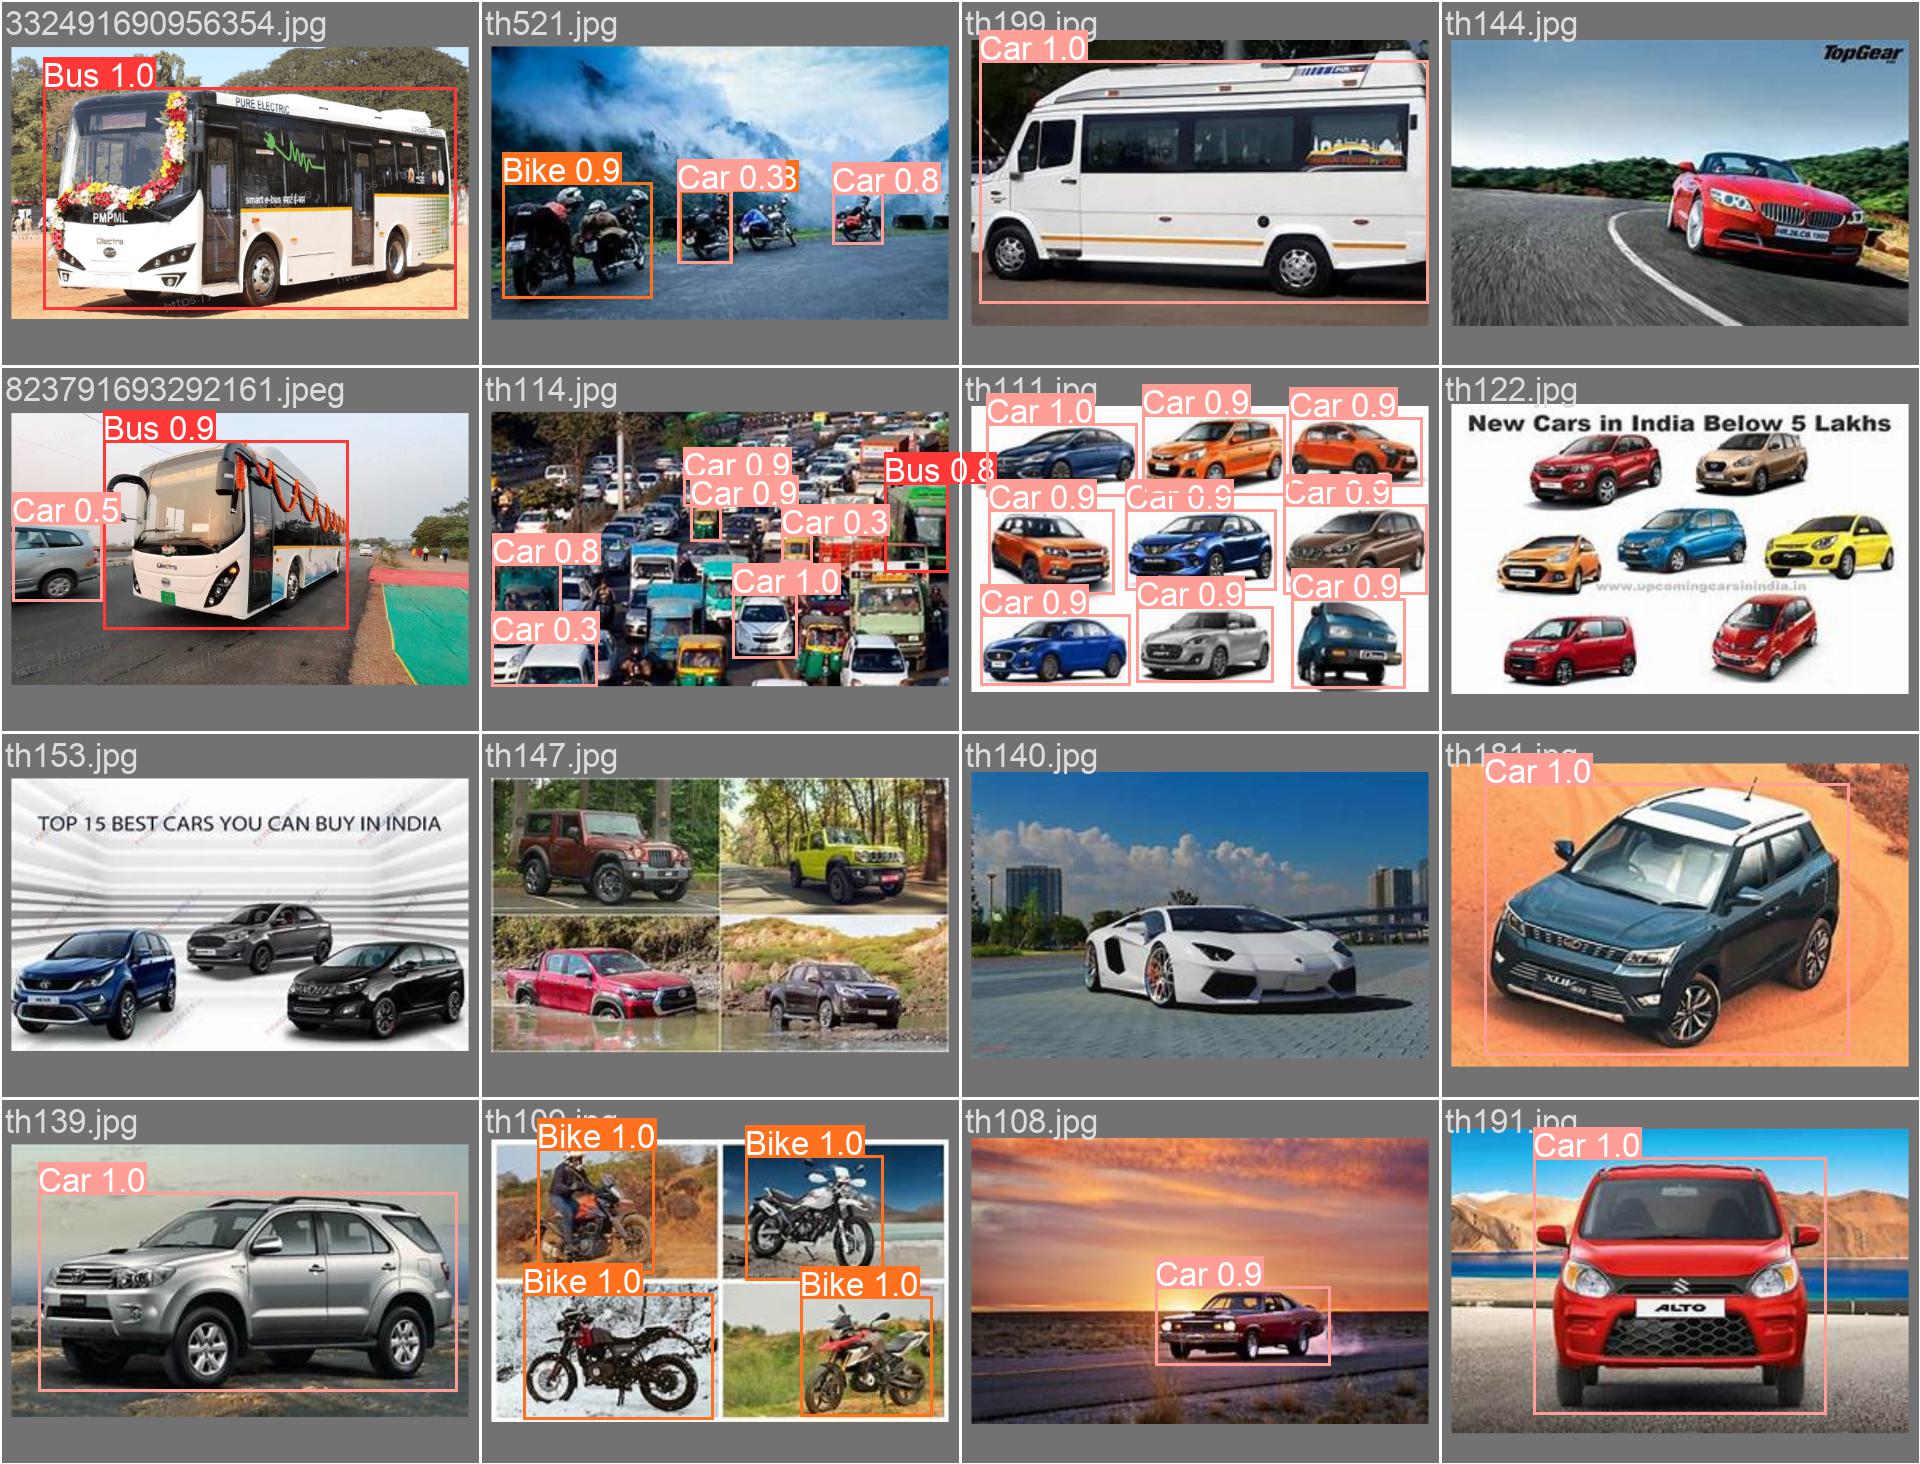 332491690956354.jpg
Bus 1.0
PURE ELECTRIC
smart e-bus
PMPML
Olectra
th521.jpg
Bike 0.9
Car 0.3
Car 0.8
th199.jpg
Car 1.0
th144.jpg
TopGear
823791693292161.jpeg
Bus 0.9
Car 0.5
Olectra
th114.jpg
Car 0.9
Car 0.9
Bus 0.8
Car 0.3
Car 0.8
Car 1.0
Car 0.3
th111.jpg
Car 1.0
Car 0.9
Car 0.9
Car 0.9
Car 0.9
Car 0.9
Car 0.9
Car 0.9
Car 0.9
th122.jpg
New Cars in India Below 5 Lakhs
www.upcomingcarsinindia.in
th153.jpg
TOP 15 BEST CARS YOU CAN BUY IN INDIA
th147.jpg
th140.jpg
th181.jpg
Car 1.0
XUV300
th139.jpg
Car 1.0
th109.jpg
Bike 1.0
Bike 1.0
Bike 1.0
Bike 1.0
th108.jpg
Car 0.9
th191.jpg
Car 1.0
ALTO